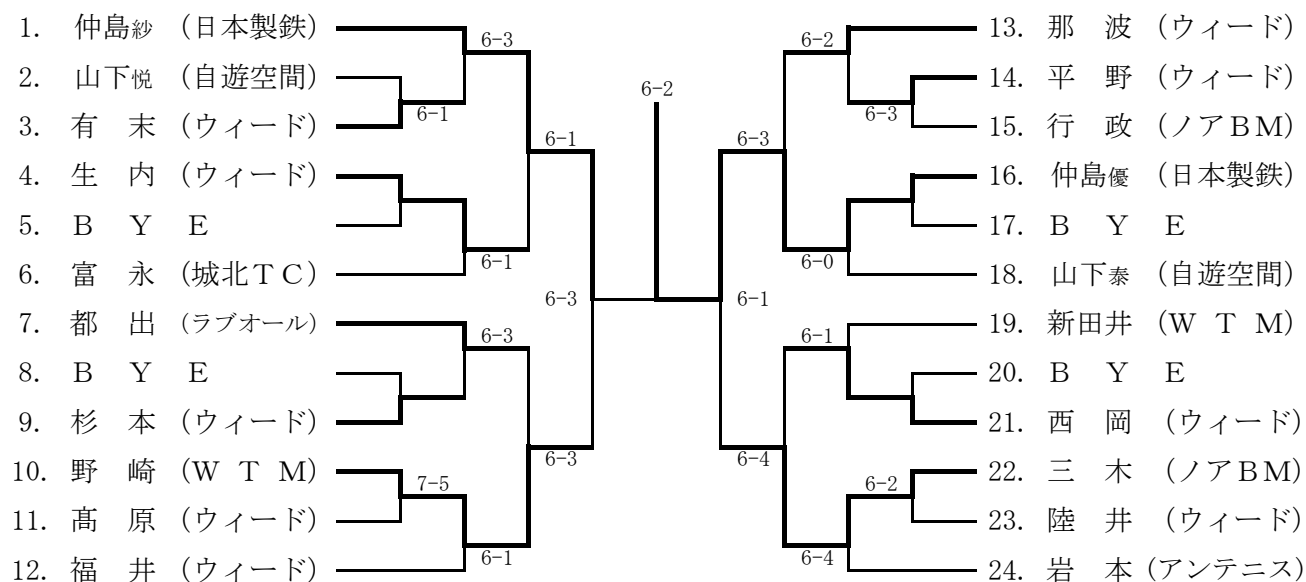 1. 仲島紗 (日本製鉄)
2. 山下悦 (自遊空間)
3. 有 末 (ウィード)
4. 生 内 (ウィード)
5. B Y E
6. 富 永 (城北TC)
7. 都 出 (ラブオール)
8. B Y E
9. 杉 本 (ウィード)
10. 野 崎 (W T M)
11. 髙 原 (ウィード)
12. 福 井 (ウィード)
6-3
6-1
6-1
6-1
6-3
6-3
6-3
7-5
6-1
6-2
6-2
6-3
6-3
6-0
6-1
6-1
6-4
6-2
6-4
13. 那 波 (ウィード)
14. 平 野 (ウィード)
15. 行 政 (ノアBM)
16. 仲島優 (日本製鉄)
17. B Y E
18. 山下泰 (自遊空間)
19. 新田井 (W T M)
20. B Y E
21. 西 岡 (ウィード)
22. 三 木 (ノアBM)
23. 陸 井 (ウィード)
24. 岩 本 (アンテニス)